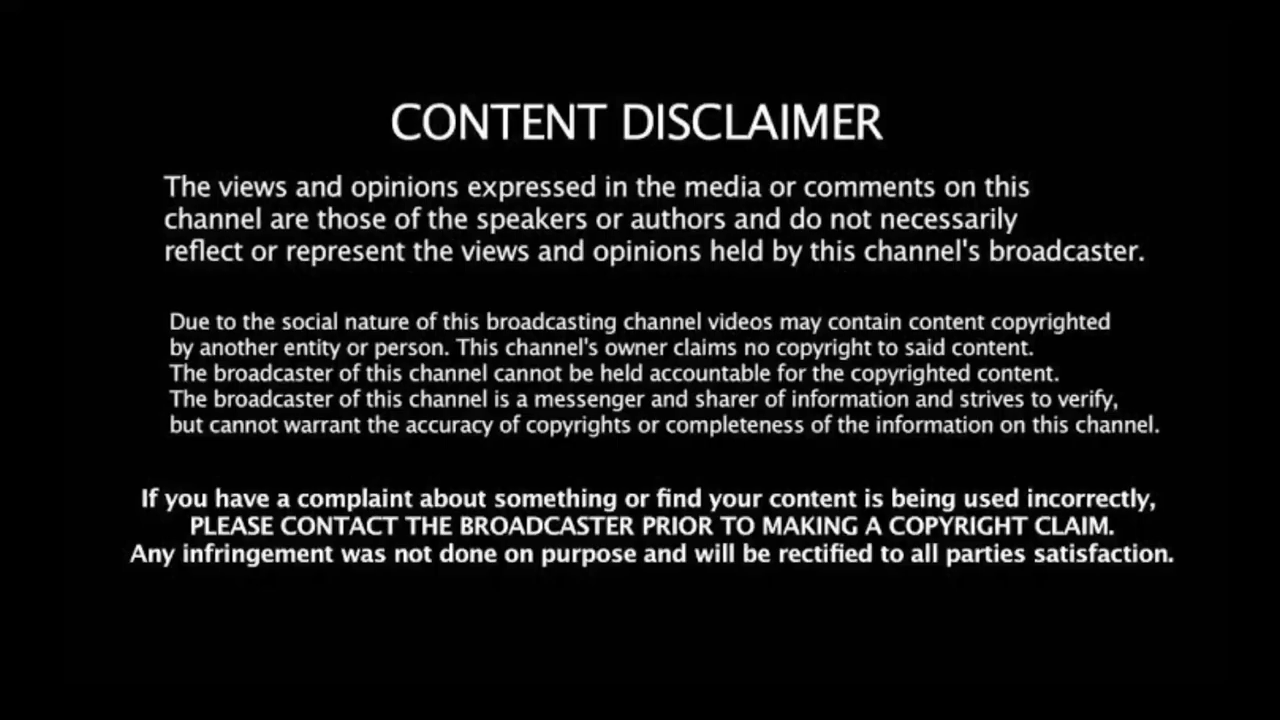 CONTENT DISCLAIMER
The views and opinions expressed in the media or comments on this
channel are those of the speakers or authors and do not necessarily
reflect or represent the views and opinions held by this channel's broadcaster.
Due to the social nature of this broadcasting channel videos may contain content copyrighted
by another entity or person. This channel's owner claims no copyright to said content.
The broadcaster of this channel cannot be held accountable for the copyrighted content.
The broadcaster of this channel is a messenger and sharer of information and strives to verify,
but cannot warrant the accuracy of copyrights or completeness of the information on this channel.
If you have a complaint about something or find your content is being used incorrectly,
PLEASE CONTACT THE BROADCASTER PRIOR TO MAKING A COPYRIGHT CLAIM.
Any infringement was not done on purpose and will be rectified to all parties satisfaction.